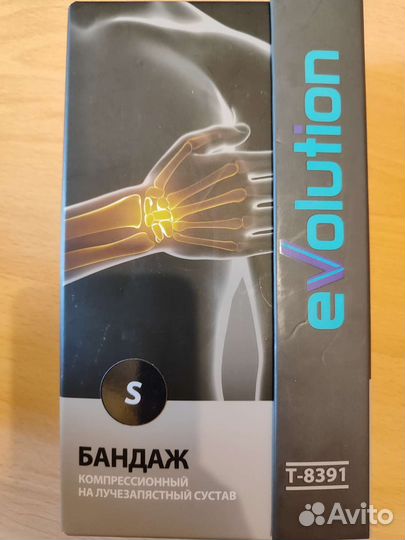 evolution
S
БАНДАЖ
КОМПРЕССИОННЫЙ
НА ЛУЧЕЗАПЯСТНЫЙ СУСТАВ
T-8391
Avito